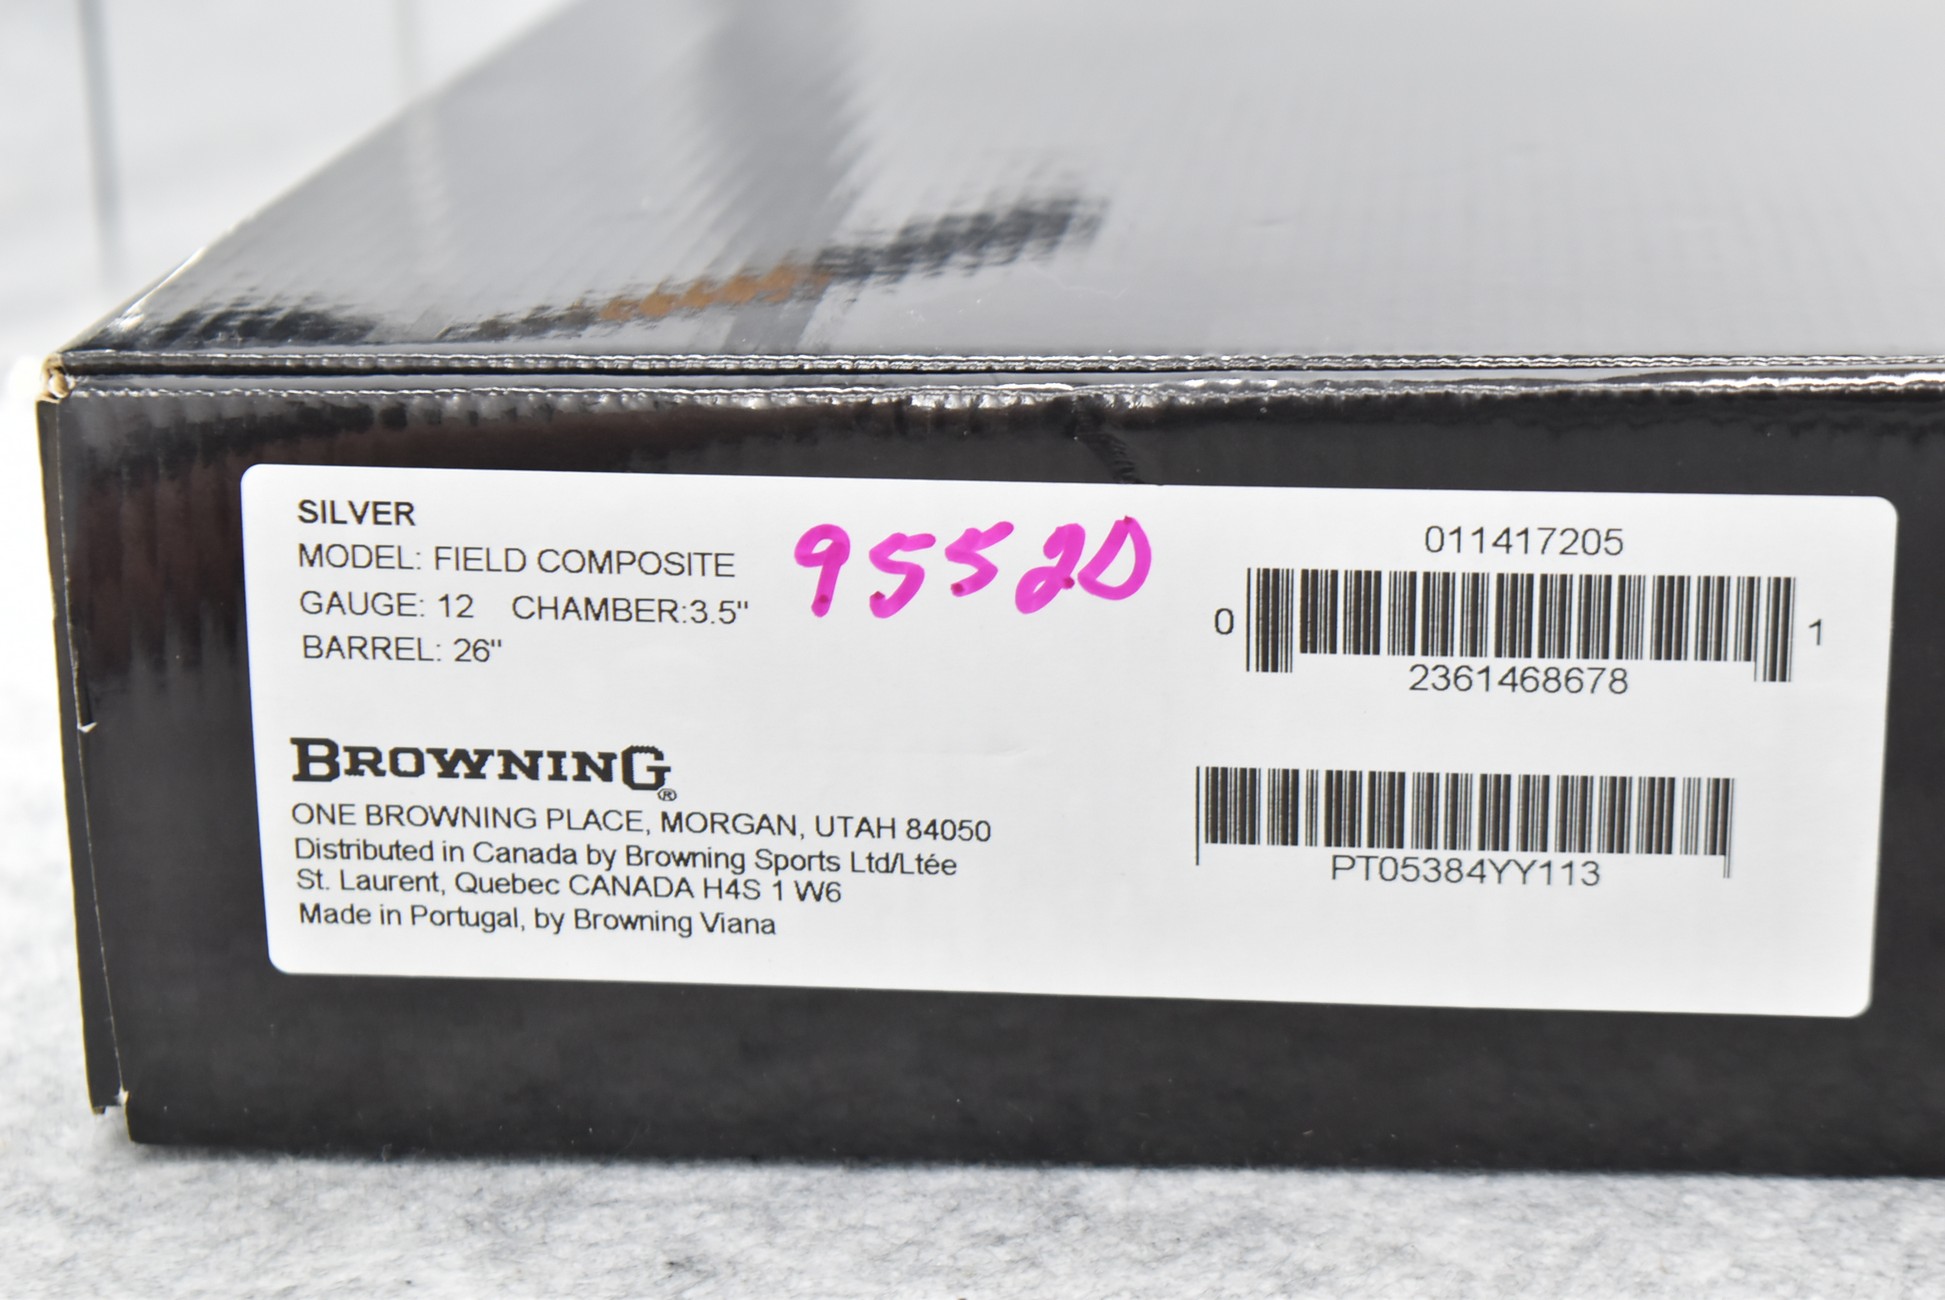 SILVER
MODEL: FIELD COMPOSITE
GAUGE: 12 CHAMBER:3.5"
BARREL: 26"
95520
BROWNING®
ONE BROWNING PLACE, MORGAN, UTAH 84050
Distributed in Canada by Browning Sports Ltd/Ltée
St. Laurent, Quebec CANADA H4S 1 W6
Made in Portugal, by Browning Viana
011417205
0 2361468678 1
PT05384YY113